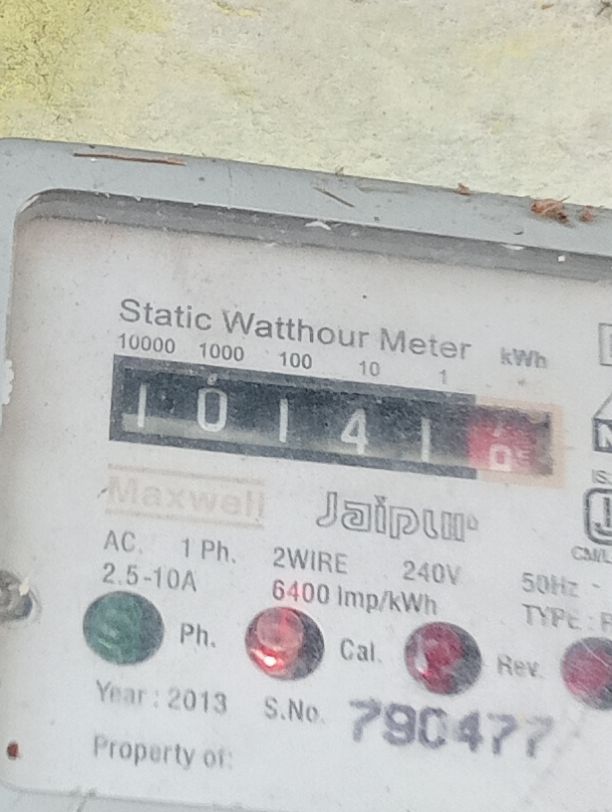 Static Watthour Meter
10000 1000 100 10 1 kWh
1 0 1 4 1
Maxwell Jaipur
AC. 1 Ph. 2WIRE 240V 50Hz
2.5-10A 6400 Imp/kWh TYPE :
Ph. Cal. Rev.
Year : 2013 S.No. 790477
Property of: